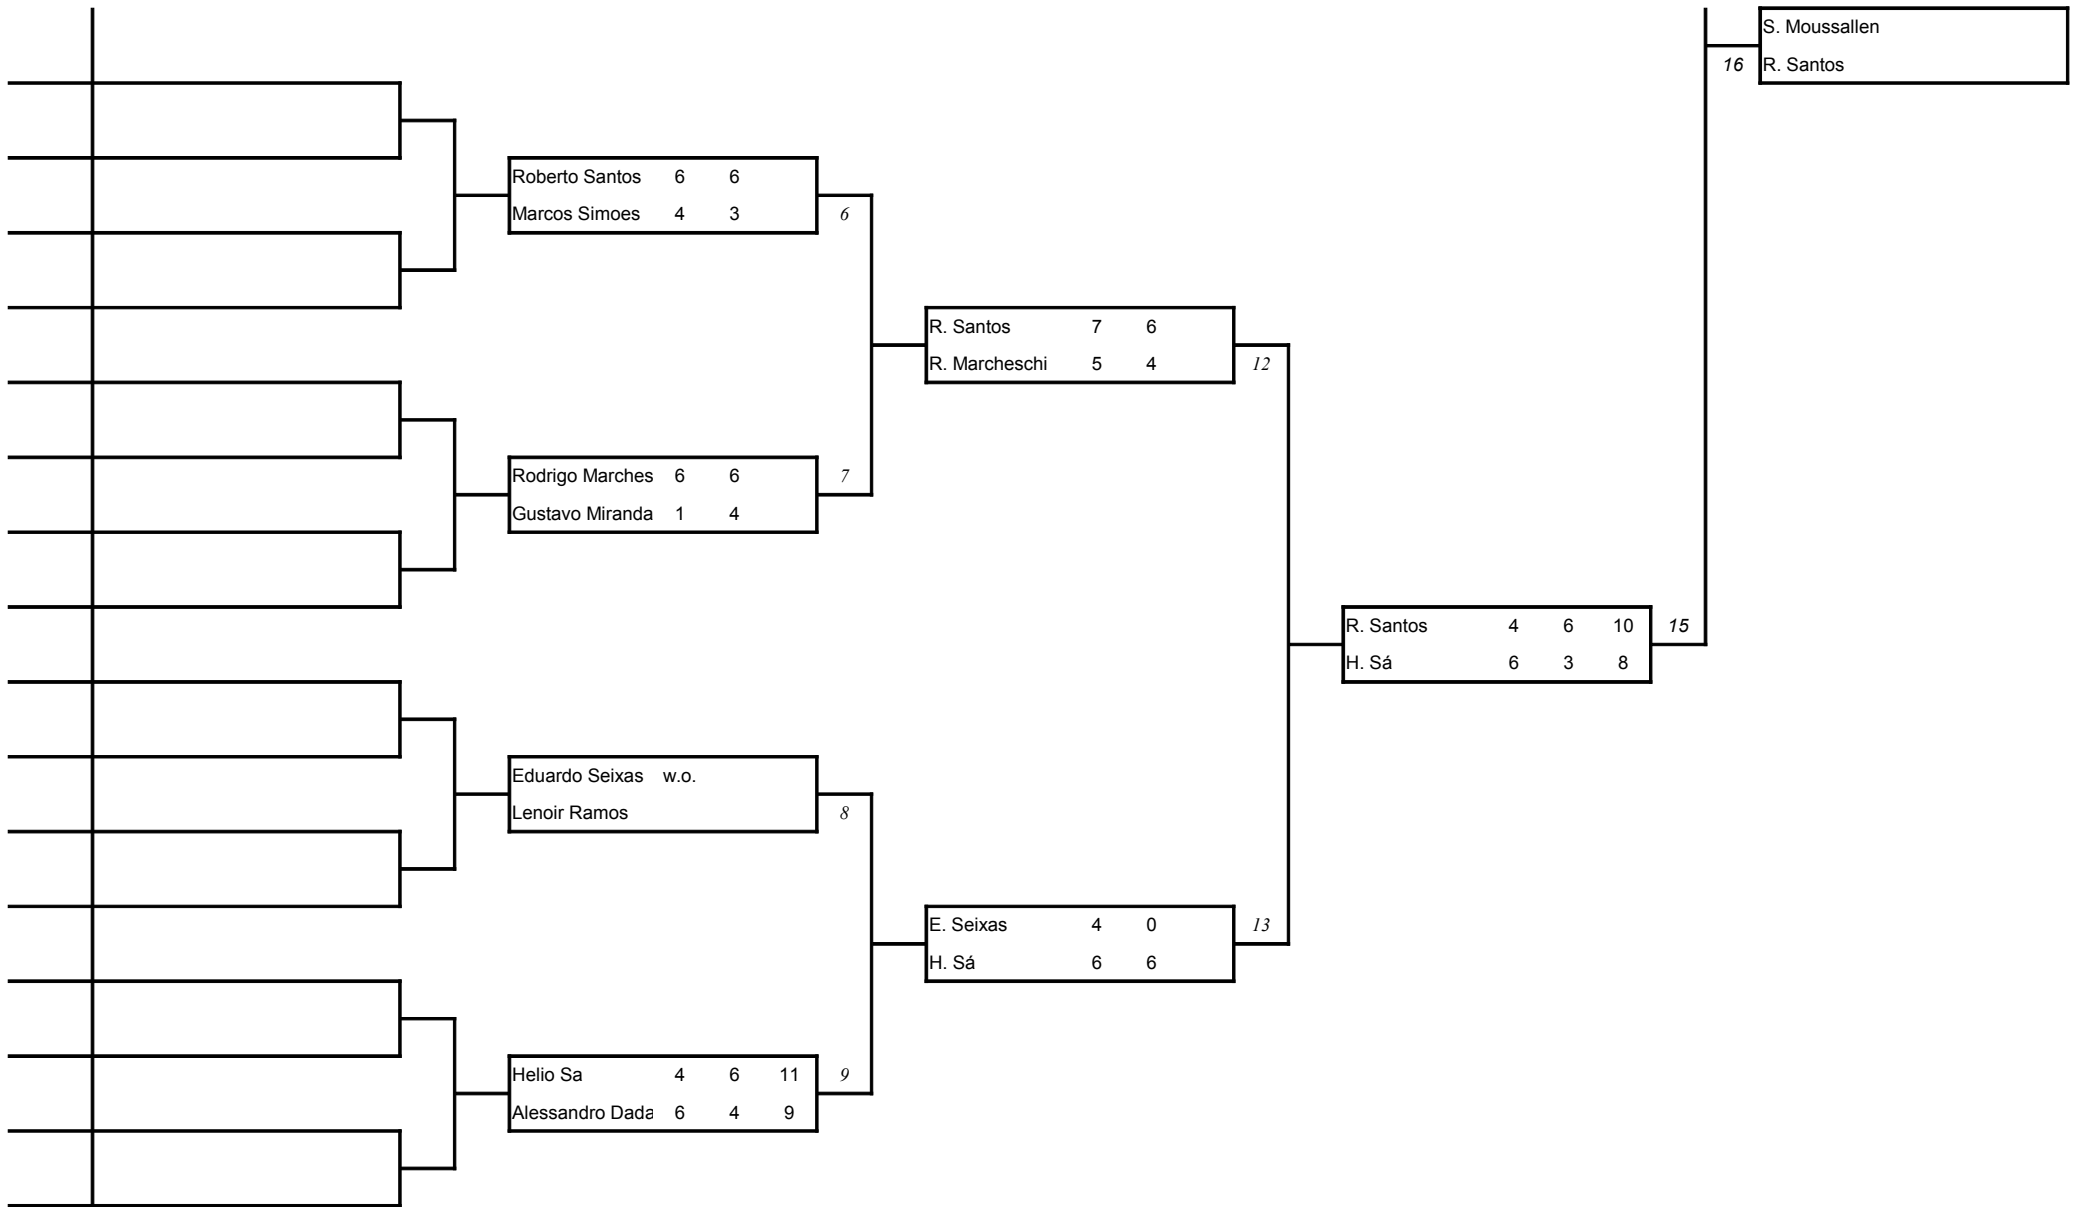 S. Moussallen
16 R. Santos
Roberto Santos 6 6
Marcos Simoes 4 3 6
R. Santos 7 6
R. Marcheschi 5 4 12
Rodrigo Marches 6 6 7
Gustavo Miranda 1 4
R. Santos 4 6 10 15
H. Sá 6 3 8
Eduardo Seixas w.o.
Lenoir Ramos 8
E. Seixas 4 0 13
H. Sá 6 6
Helio Sa 4 6 11 9
Alessandro Dada 6 4 9